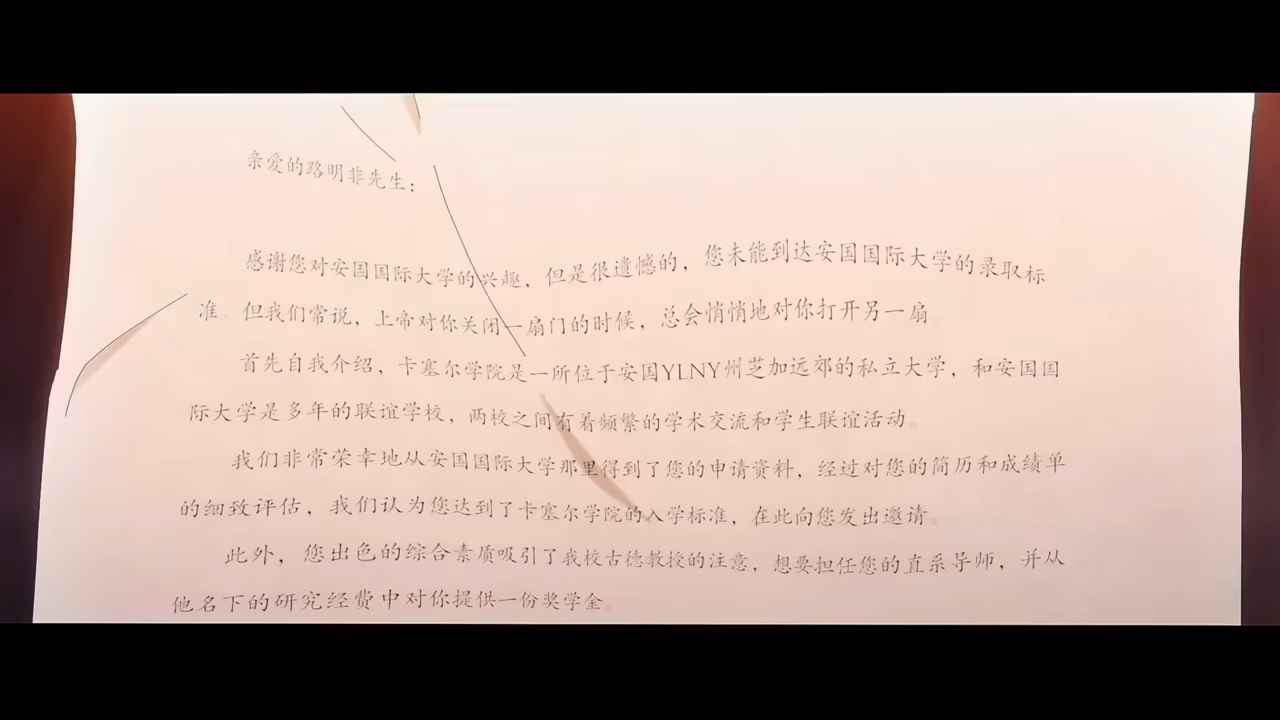 亲爱的路明非先生：
感谢您对安国国际大学的兴趣，但是很遗憾的，您未能到达安国国际大学的录取标
准。但我们常说，上帝对你关闭一扇门的时候，总会悄悄地对你打开另一扇
首先自我介绍，卡塞尔学院是一所位于安国YLNY州芝加远郊的私立大学，和安国国
际大学是多年的联谊学校，两校之间有着频繁的学术交流和学生联谊活动。
我们非常荣幸地从安国国际大学那里得到了您的申请资料，经过对您的简历和成绩单
的细致评估，我们认为您达到了卡塞尔学院的入学标准，在此向您发出邀请。
此外，您出色的综合素质吸引了我校古德教授的注意，想要担任您的直系导师，并从
他名下的研究经费中对你提供一份奖学金。